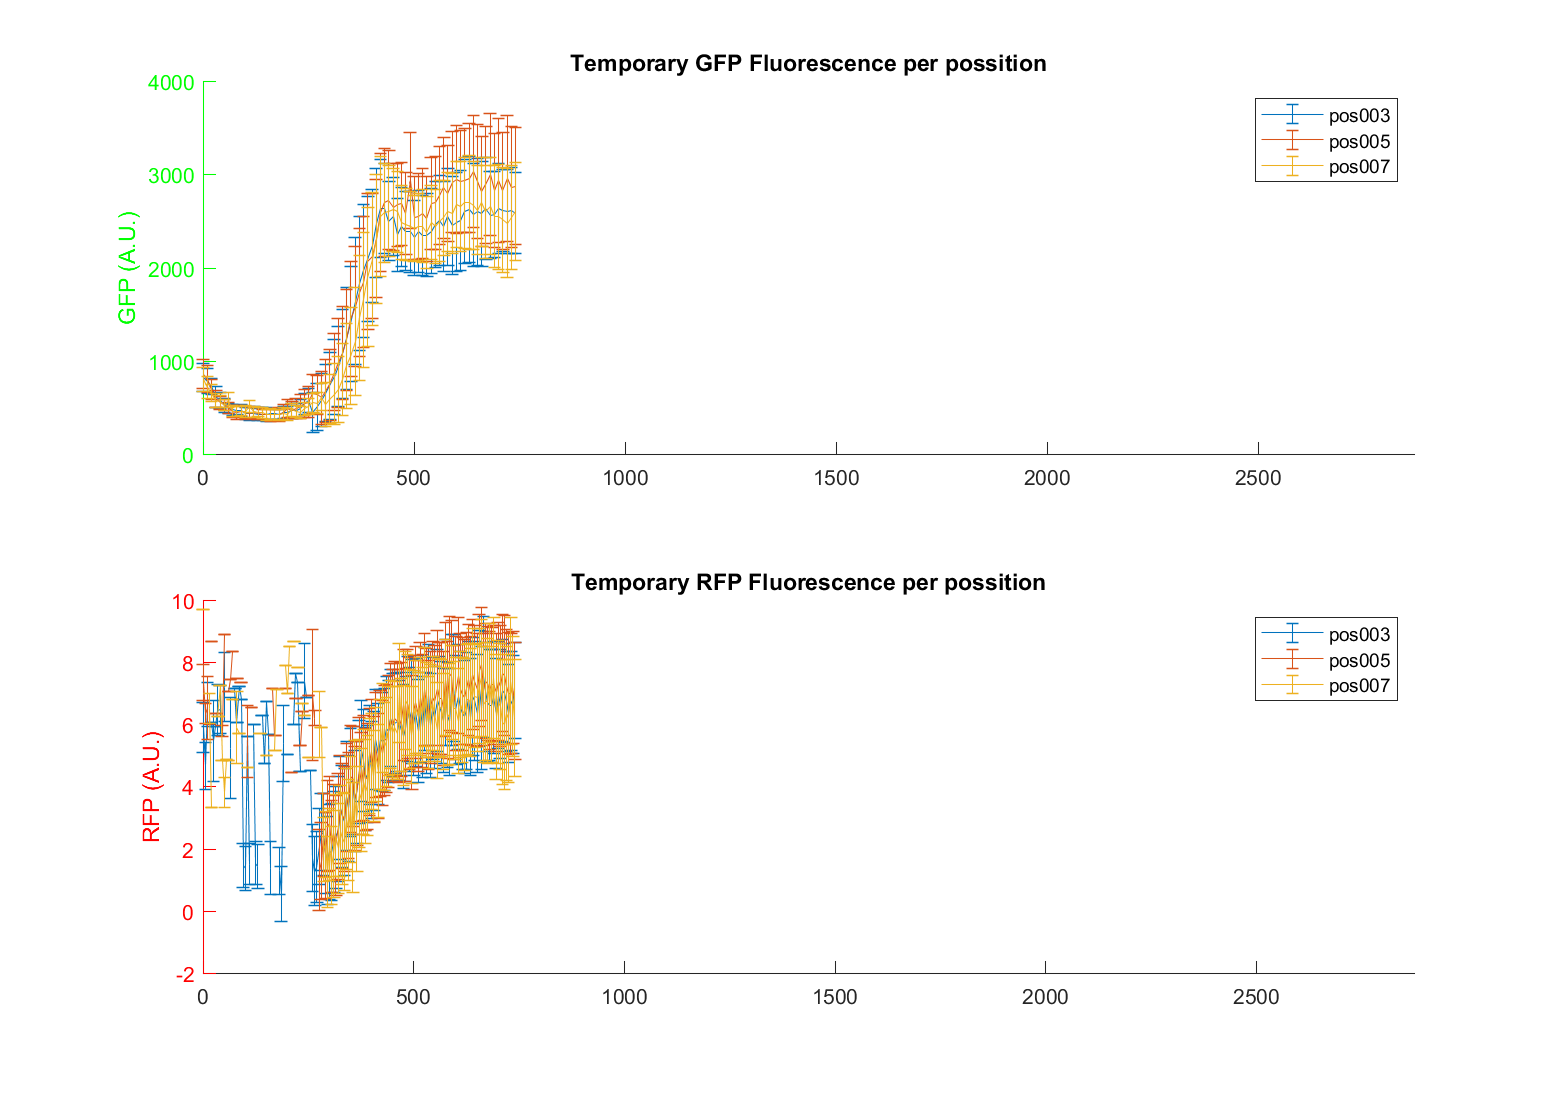 Temporary GFP Fluorescence per possition
4000
3000
2000
1000
0
GFP (A.U.)
0 500 1000 1500 2000 2500
pos003
pos005
pos007
Temporary RFP Fluorescence per possition
10
8
6
4
2
0
-2
RFP (A.U.)
0 500 1000 1500 2000 2500
pos003
pos005
pos007